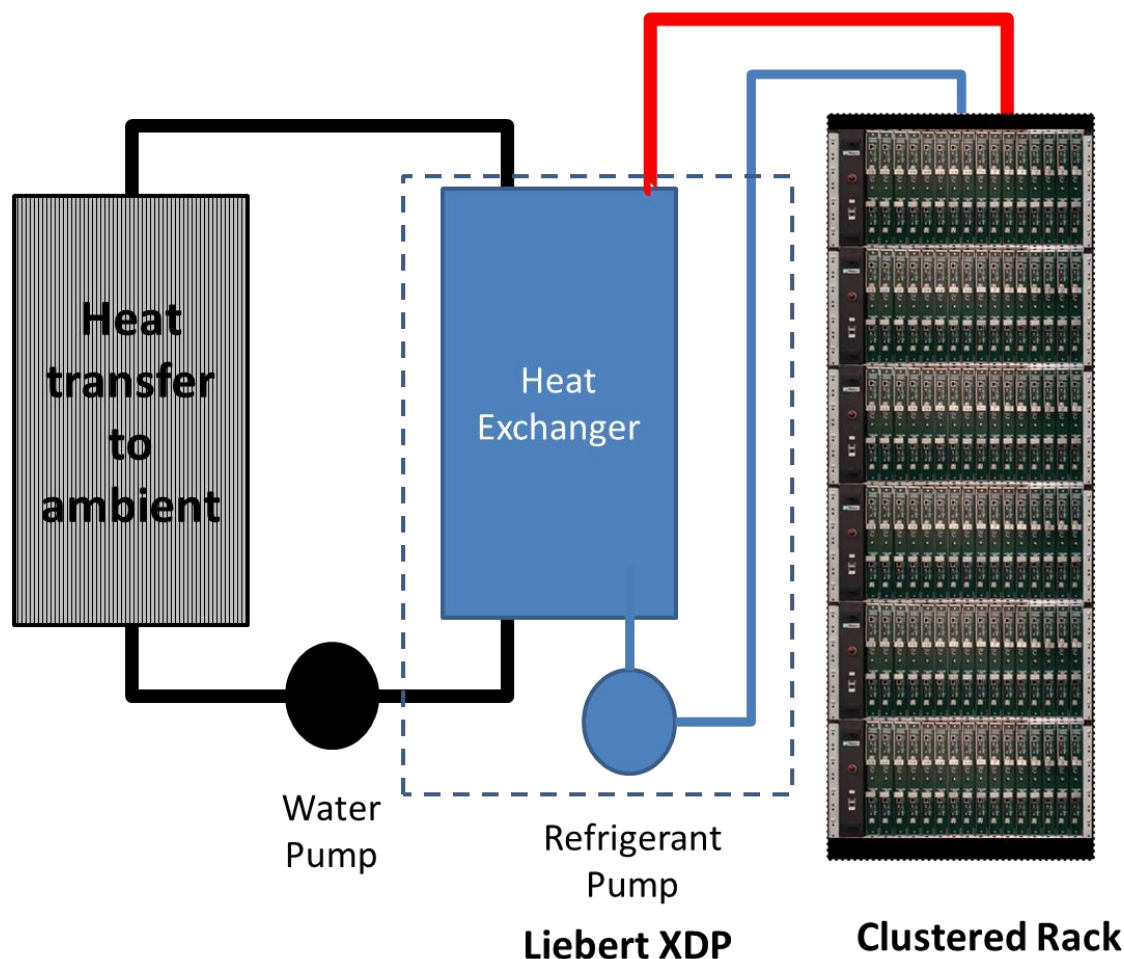 Heat
transfer
to
ambient
Heat
Exchanger
Water
Pump
Refrigerant
Pump
Liebert XDP
Clustered Rack